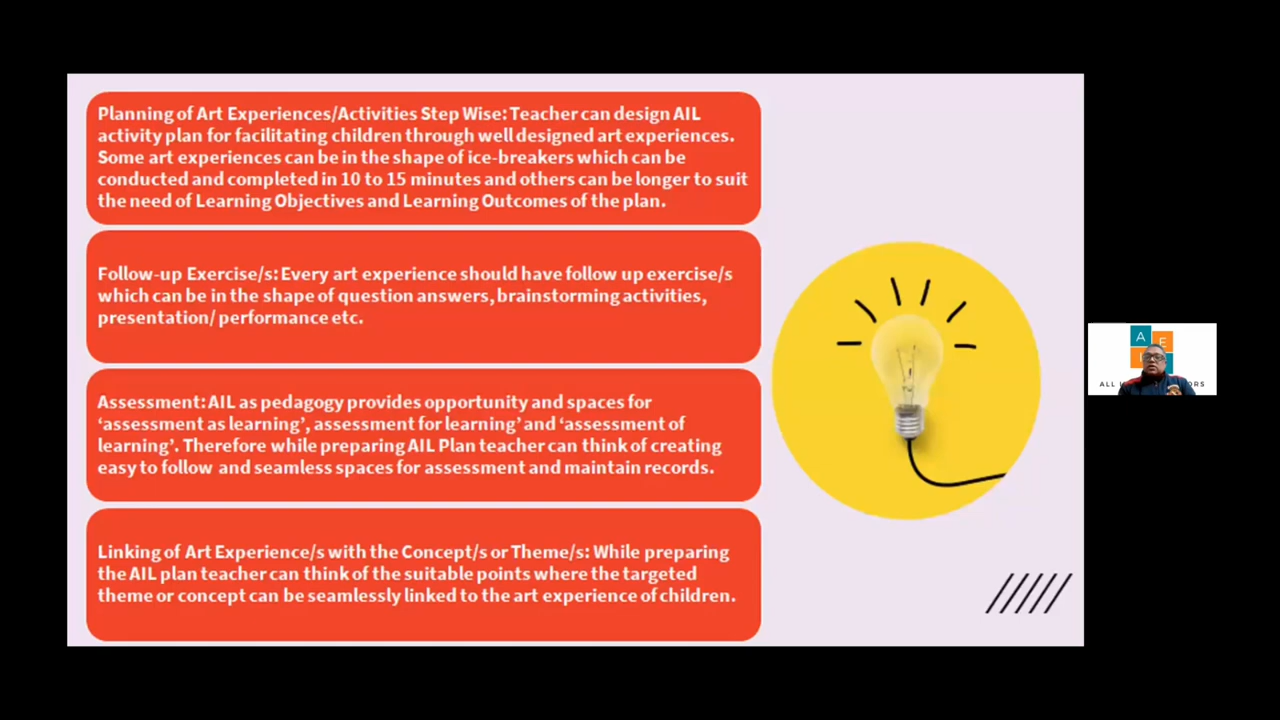 Planning of Art Experiences/Activities Step Wise: Teacher can design AIL
activity plan for facilitating children through well designed art experiences.
Some art experiences can be in the shape of ice-breakers which can be
conducted and completed in 10 to 15 minutes and others can be longer to suit
the need of Learning Objectives and Learning Outcomes of the plan.
Follow-up Exercise/s: Every art experience should have follow up exercise/s
which can be in the shape of question answers, brainstorming activities,
presentation/ performance etc.
Assessment: AIL as pedagogy provides opportunity and spaces for
‘assessment as learning’, assessment for learning’ and ‘assessment of
learning’. Therefore while preparing AIL Plan teacher can think of creating
easy to follow and seamless spaces for assessment and maintain records.
Linking of Art Experience/s with the Concept/s or Theme/s: While preparing
the AIL plan teacher can think of the suitable points where the targeted
theme or concept can be seamlessly linked to the art experience of children.
A E
ALL